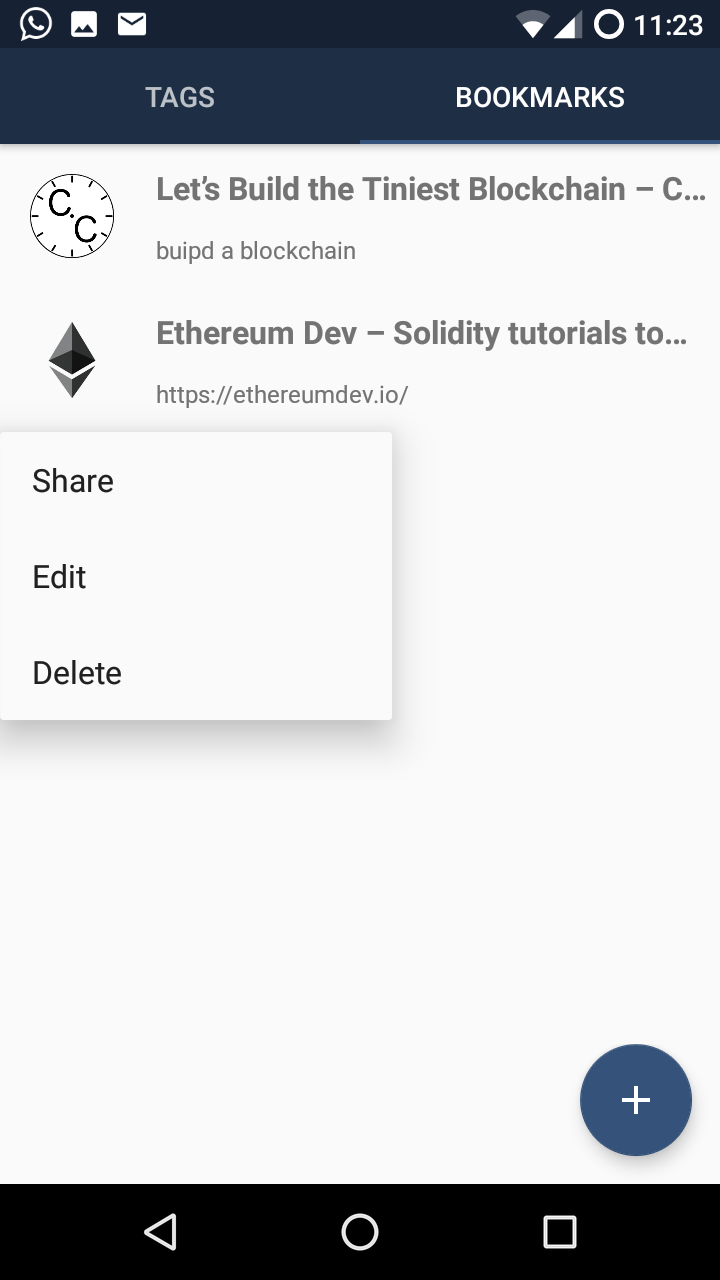 11:23
TAGS BOOKMARKS
C.C
Let’s Build the Tiniest Blockchain – C...
buipd a blockchain
Ethereum Dev – Solidity tutorials to...
https://ethereumdev.io/
Share
Edit
Delete